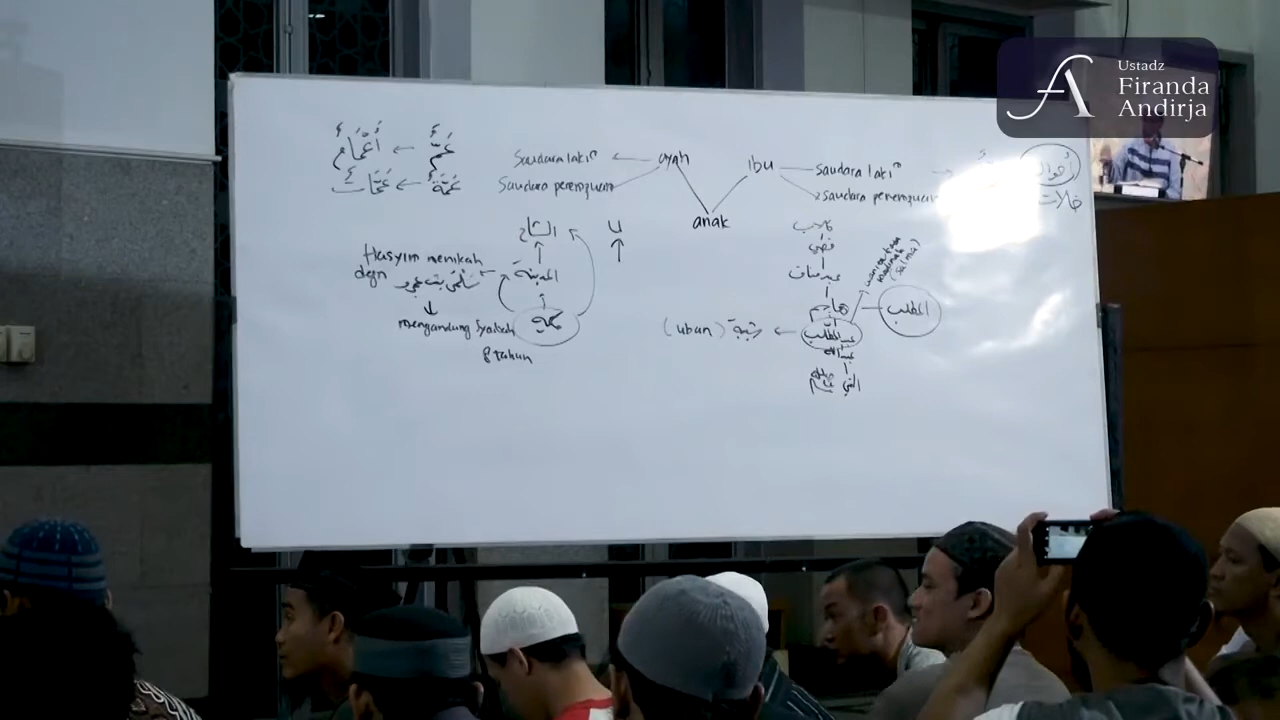 Ustadz
Firanda
Andirja
أَعْمَامٌ ← عَمٌّ
عَمَّاتٌ ← عَمَّةٌ
Saudara laki² ← ayah
Saudara perempuan
ibu → Saudara laki²
Saudara perempuan
أخوال
خالات
anak
الشام
U
كلاب
قصي
عبد مناف
هاشم
المطلب
عبد المطلب
عبد الله
النبي ﷺ
Hasyim menikah
dgn سلمى بنت عمرو
المدينة
مكة
mengandung Syaibah
8 tahun
(uban) شيبة